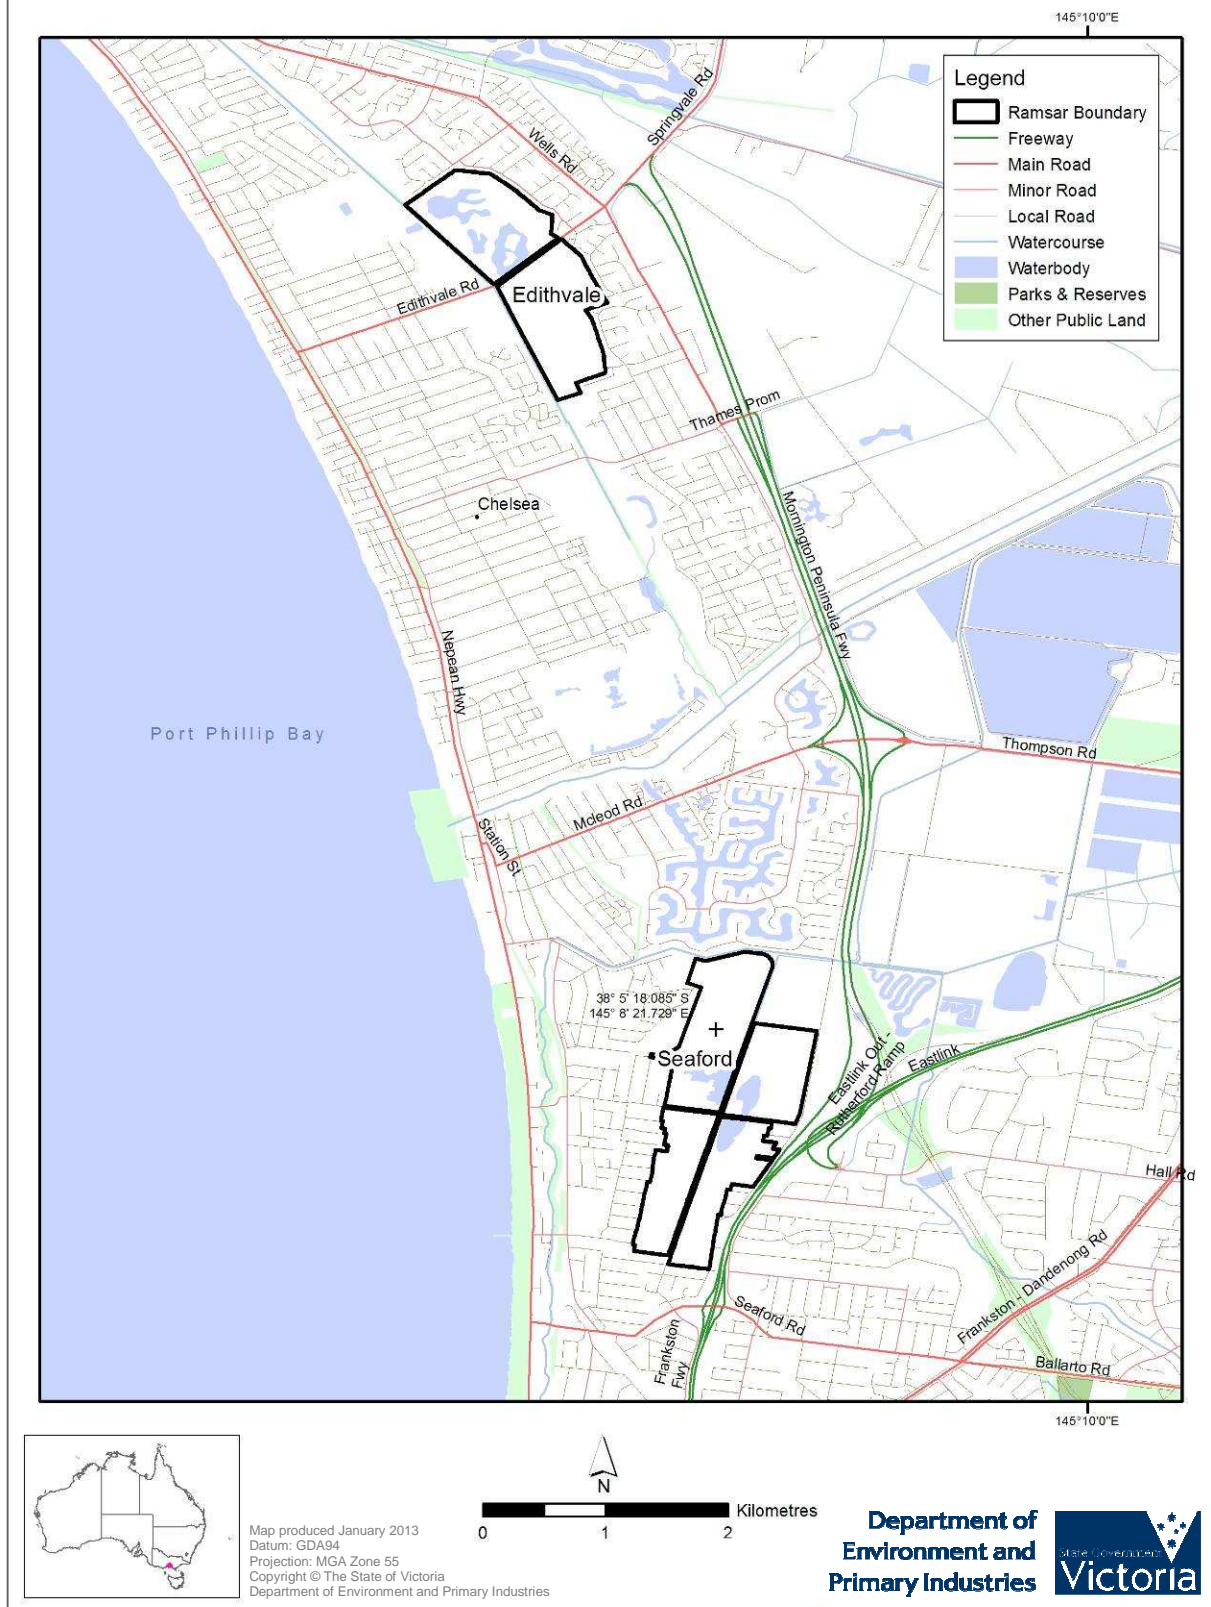 145°10'0"E
Legend
Ramsar Boundary
Freeway
Main Road
Minor Road
Local Road
Watercourse
Waterbody
Parks & Reserves
Other Public Land
Springvale Rd
Wells Rd
Edithvale Rd
Edithvale
Thames Prom
Chelsea
Mornington Peninsula Fwy
Nepean Hwy
Port Phillip Bay
Thompson Rd
Mcleod Rd
Station St
38° 5' 18.085" S
145° 8' 21.729" E
Seaford
Eastlink Out -
Rutherford Ramp
Eastlink
Hall Rd
Frankston - Dandenong Rd
Seaford Rd
Frankston
Fwy
Ballarto Rd
145°10'0"E
N
Kilometres
0 1 2
Map produced January 2013
Datum: GDA94
Projection: MGA Zone 55
Copyright © The State of Victoria
Department of Environment and Primary Industries
Department of
Environment and
Primary Industries
State Government
Victoria